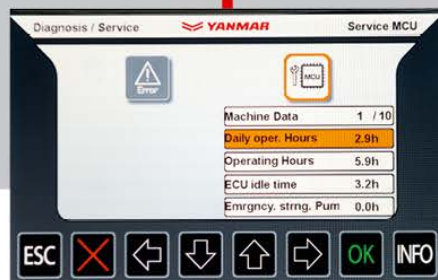 Diagnosis / Service YANMAR Service MCU
Error
MCU
Machine Data 1 / 10
Daily oper. Hours 2.9h
Operating Hours 5.9h
ECU idle time 3.2h
Emrgncy. strng. Pum 0.0h
ESC OK INFO